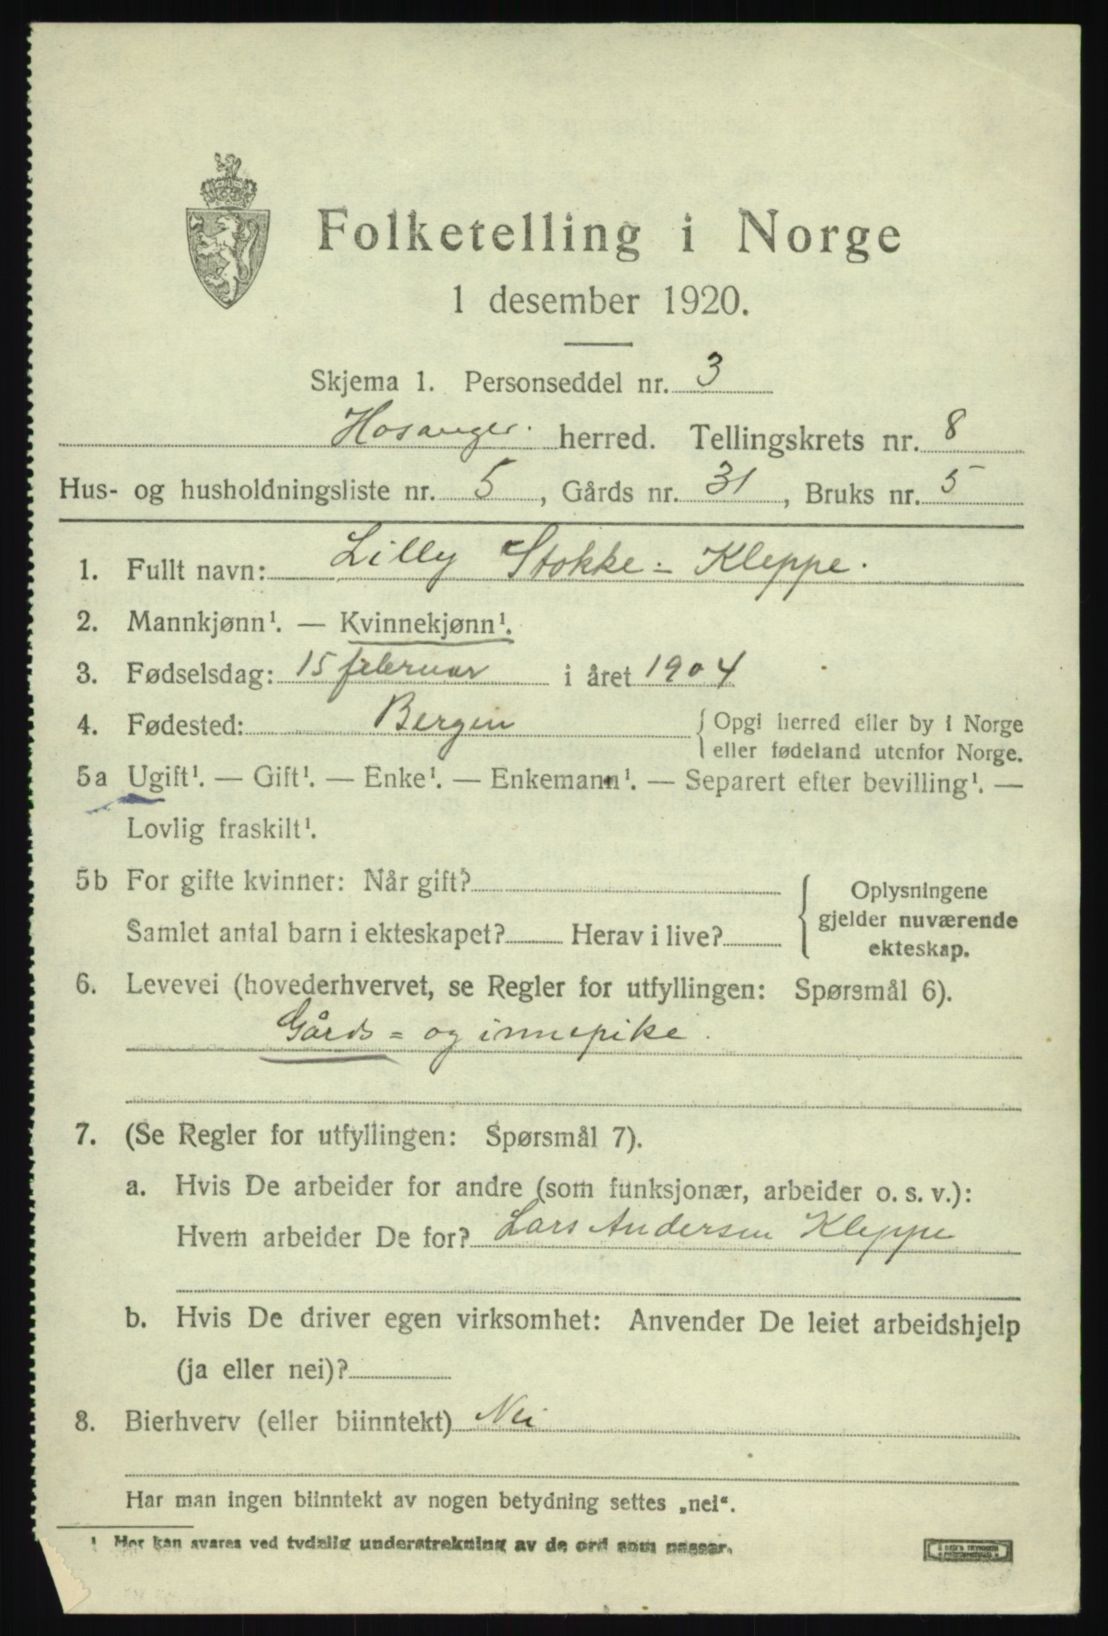 Folketelling i Norge
1 desember 1920.
Skjema 1. Personseddel nr. 3
Hosanger. herred. Tellingskrets nr. 8
Hus- og husholdningsliste nr. 5, Gårds nr. 31, Bruks nr. 5
1. Fullt navn: Lilly Stokke = Kleppe.
2. Mannkjønn¹. — Kvinnekjønn¹.
3. Fødselsdag: 15 februar i året 1904
4. Fødested: Bergen { Opgi herred eller by i Norge
eller fødeland utenfor Norge.
5a Ugift¹. — Gift¹. — Enke¹. — Enkemann¹. — Separert efter bevilling¹. —
Lovlig fraskilt¹.
5b For gifte kvinner: Når gift?
Samlet antal barn i ekteskapet? Herav i live?
{ Oplysningene
gjelder nuværende
ekteskap.
6. Levevei (hovederhvervet, se Regler for utfyllingen: Spørsmål 6).
Gårds = og innepike.
7. (Se Regler for utfyllingen: Spørsmål 7).
a. Hvis De arbeider for andre (som funksjonær, arbeider o. s. v.):
Hvem arbeider De for? Lars Andersen Kleppe
b. Hvis De driver egen virksomhet: Anvender De leiet arbeidshjelp
(ja eller nei)?
8. Bierhverv (eller biinntekt) Nei
Har man ingen biinntekt av nogen betydning settes „nei“.
¹ Her kan svares ved tydelig understrekning av de ord som passer.